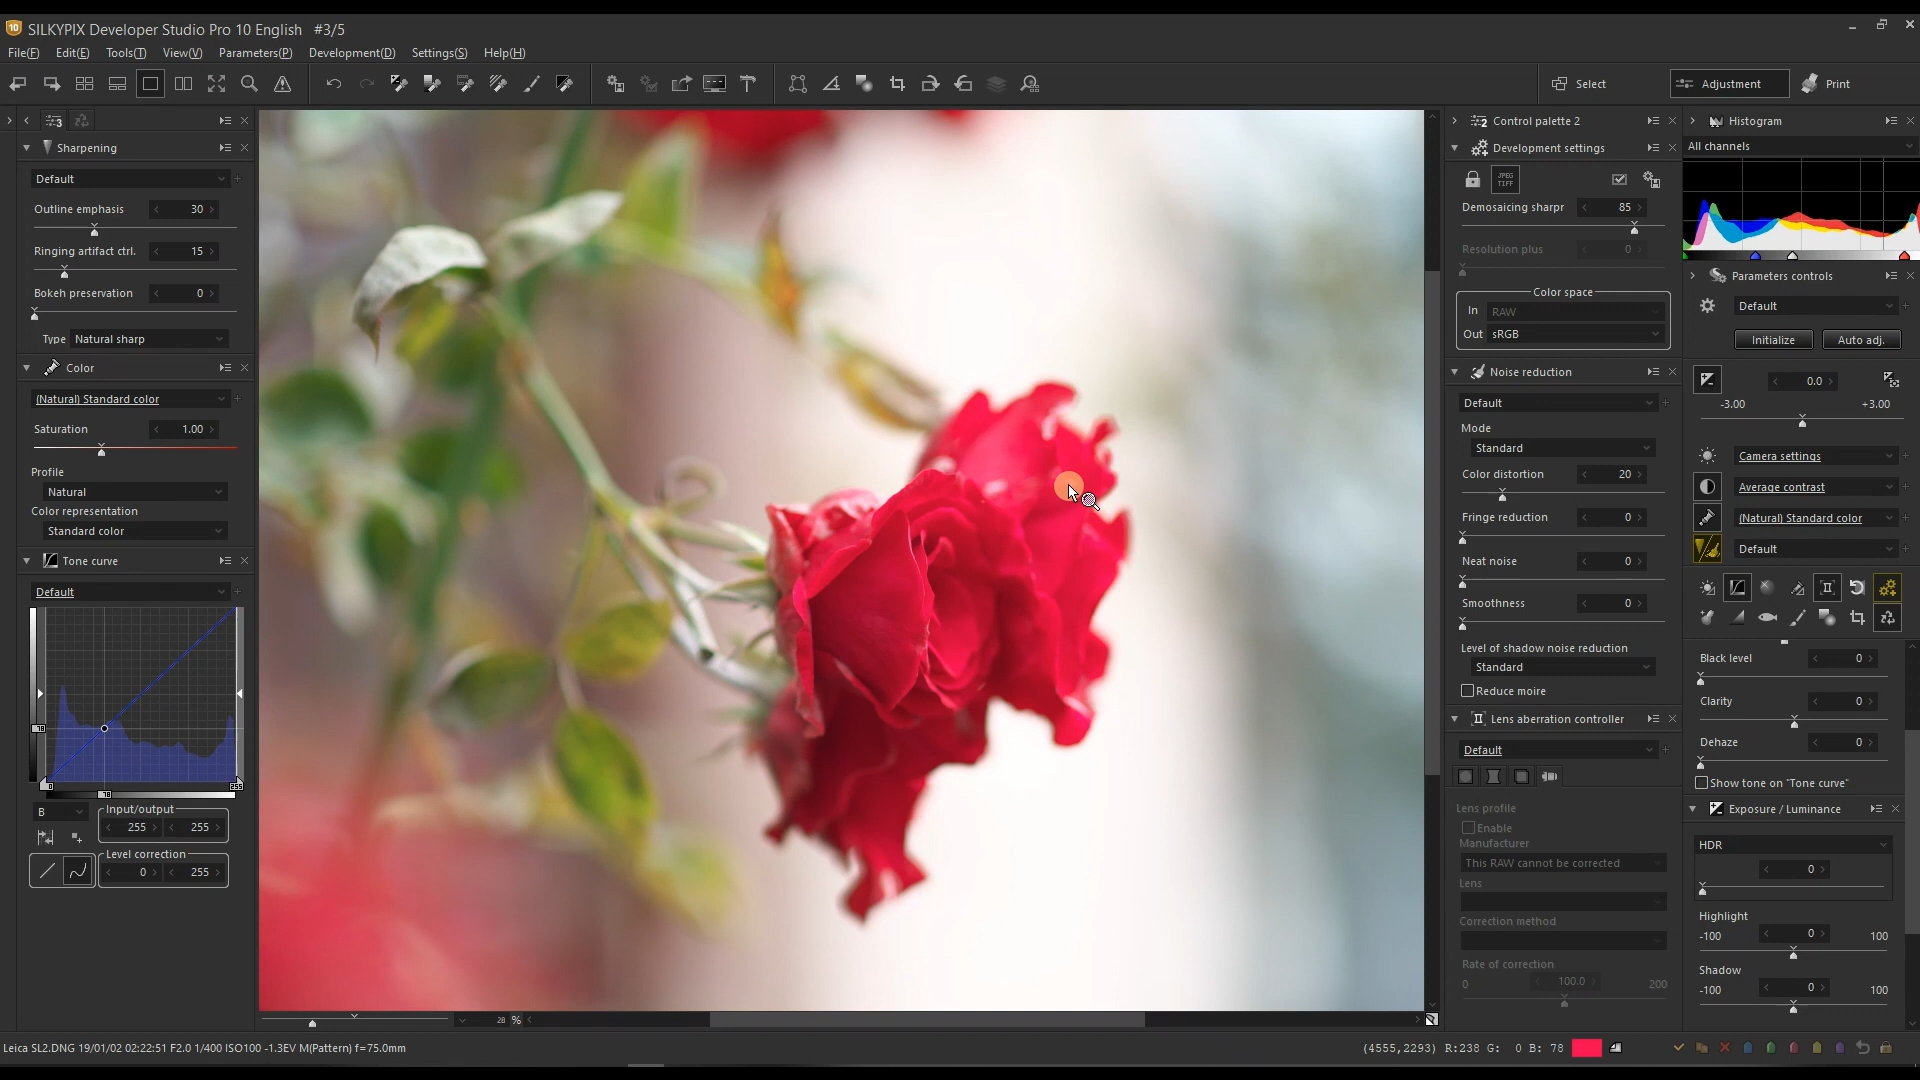 SILKYPIX Developer Studio Pro 10 English #3/5
File(F) Edit(E) Tools(T) View(V) Parameters(P) Development(D) Settings(S) Help(H)
Select Adjustment Print
3
Sharpening
Default
Outline emphasis 30
Ringing artifact ctrl. 15
Bokeh preservation 0
Type Natural sharp
Color
(Natural) Standard color
Saturation 1.00
Profile
Natural
Color representation
Standard color
Tone curve
Default
78
0 78 255
B Input/output
255 255
Level correction
0 255
28 %
2 Control palette 2
Development settings
JPEG
TIFF
Demosaicing sharpr 85
Resolution plus 0
Color space
In RAW
Out sRGB
Noise reduction
Default
Mode
Standard
Color distortion 20
Fringe reduction 0
Neat noise 0
Smoothness 0
Level of shadow noise reduction
Standard
Reduce moire
Lens aberration controller
Default
Lens profile
Enable
Manufacturer
This RAW cannot be corrected
Lens
Correction method
Rate of correction
0 100.0 200
Histogram
All channels
Parameters controls
Default
Initialize Auto adj.
0.0
-3.00 +3.00
Camera settings
Average contrast
(Natural) Standard color
Default
Black level 0
Clarity 0
Dehaze 0
Show tone on "Tone curve"
Exposure / Luminance
HDR
0
Highlight
-100 0 100
Shadow
-100 0 100
Leica SL2.DNG 19/01/02 02:22:51 F2.0 1/400 ISO100 -1.3EV M(Pattern) f=75.0mm
(4555,2293) R:238 G: 0 B: 78